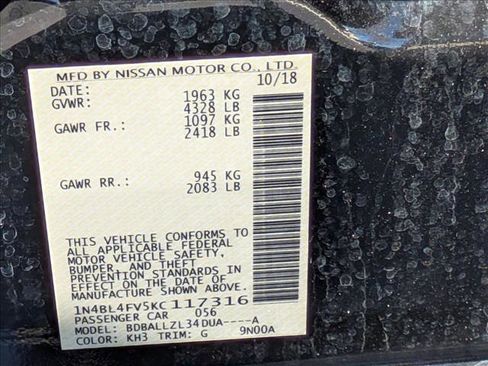 MFD BY NISSAN MOTOR CO., LTD.
DATE: 10/18
GVWR: 1963 KG
4328 LB
GAWR FR.: 1097 KG
2418 LB
GAWR RR.: 945 KG
2083 LB
THIS VEHICLE CONFORMS TO
ALL APPLICABLE FEDERAL
MOTOR VEHICLE SAFETY,
BUMPER, AND THEFT
PREVENTION STANDARDS IN
EFFECT ON THE DATE OF
MANUFACTURE SHOWN ABOVE.
1N4BL4FV5KC117316
PASSENGER CAR 056
MODEL: BDBALLZL34DUA----A
COLOR: KH3 TRIM: G 9N00A